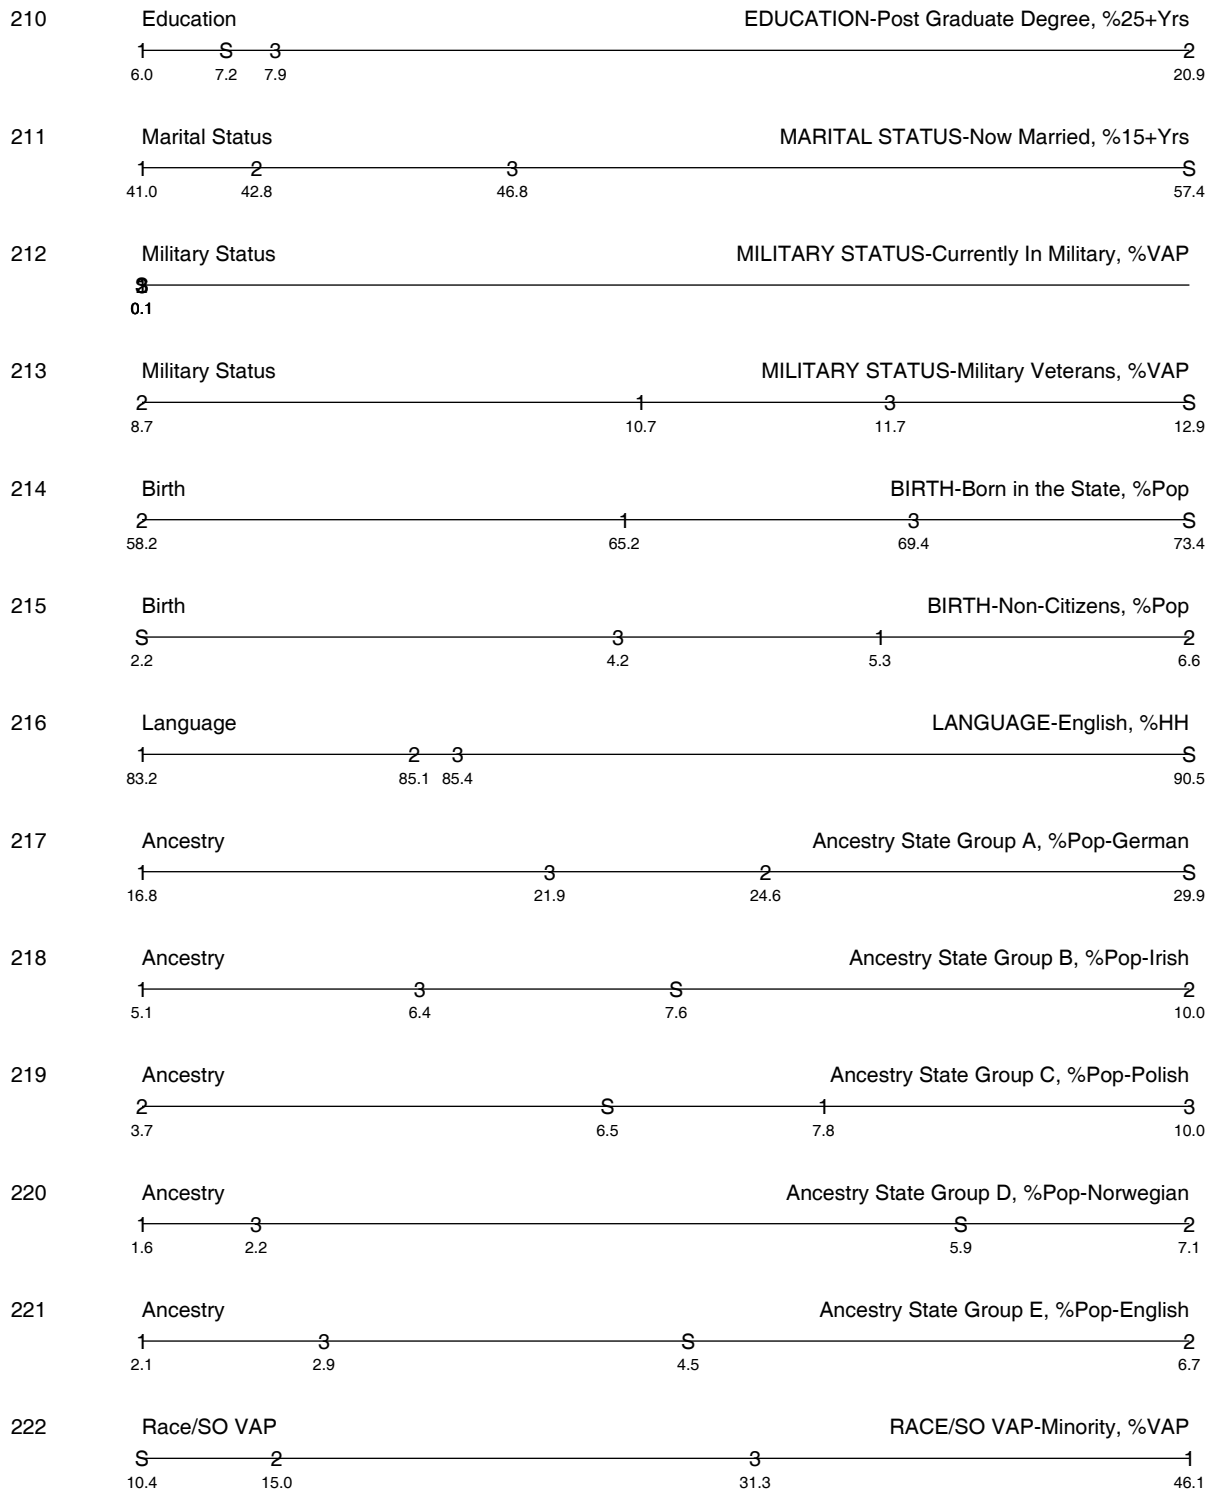 210 Education EDUCATION-Post Graduate Degree, %25+Yrs
1 S 3 2
6.0 7.2 7.9 20.9
211 Marital Status MARITAL STATUS-Now Married, %15+Yrs
1 2 3 S
41.0 42.8 46.8 57.4
212 Military Status MILITARY STATUS-Currently In Military, %VAP
0.1
213 Military Status MILITARY STATUS-Military Veterans, %VAP
2 1 3 S
8.7 10.7 11.7 12.9
214 Birth BIRTH-Born in the State, %Pop
2 1 3 S
58.2 65.2 69.4 73.4
215 Birth BIRTH-Non-Citizens, %Pop
S 3 1 2
2.2 4.2 5.3 6.6
216 Language LANGUAGE-English, %HH
1 2 3 S
83.2 85.1 85.4 90.5
217 Ancestry Ancestry State Group A, %Pop-German
1 3 2 S
16.8 21.9 24.6 29.9
218 Ancestry Ancestry State Group B, %Pop-Irish
1 3 S 2
5.1 6.4 7.6 10.0
219 Ancestry Ancestry State Group C, %Pop-Polish
2 S 1 3
3.7 6.5 7.8 10.0
220 Ancestry Ancestry State Group D, %Pop-Norwegian
1 3 S 2
1.6 2.2 5.9 7.1
221 Ancestry Ancestry State Group E, %Pop-English
1 3 S 2
2.1 2.9 4.5 6.7
222 Race/SO VAP RACE/SO VAP-Minority, %VAP
S 2 3 1
10.4 15.0 31.3 46.1